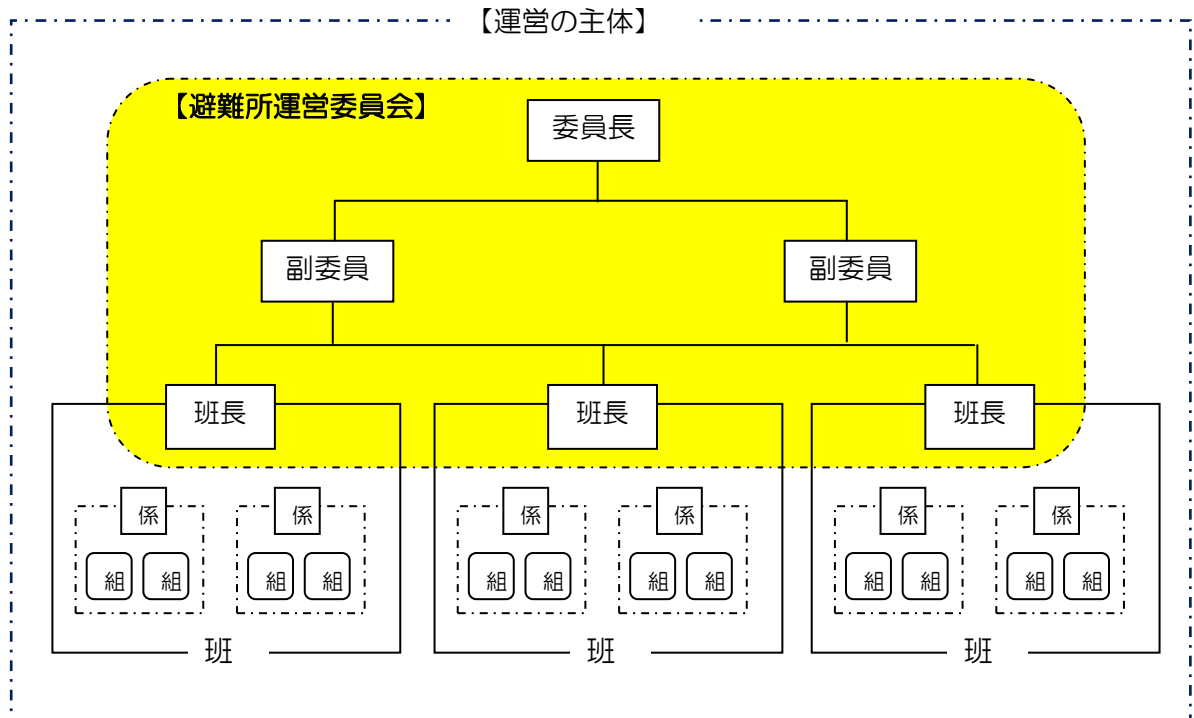 【運営の主体】
【避難所運営委員会】
委員長
副委員 副委員
班長 班長 班長
係 係 係 係 係 係
組 組 組 組 組 組 組 組 組 組 組 組
班 班 班